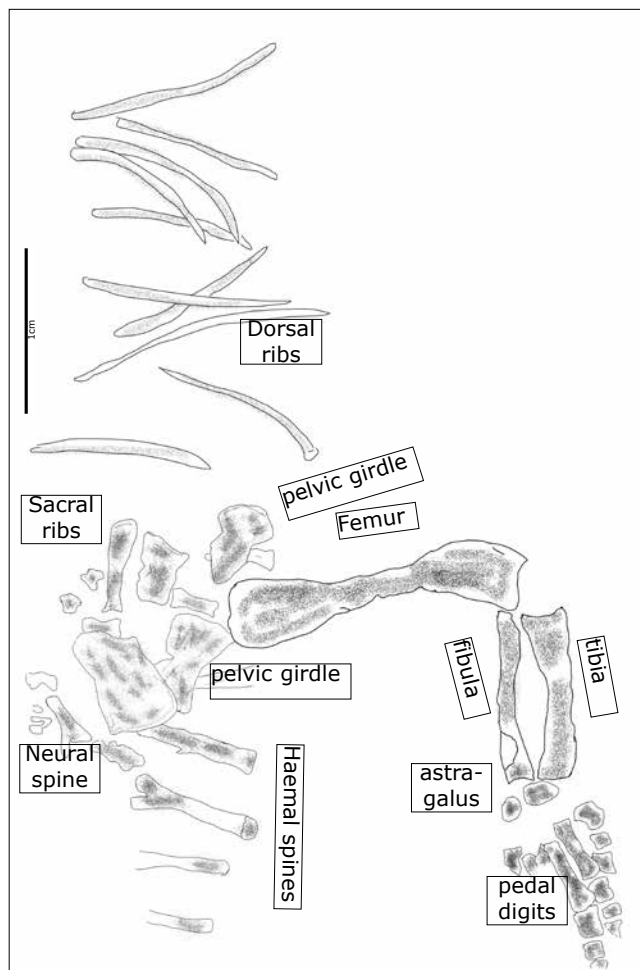 1cm
Dorsal
ribs
pelvic girdle
Femur
Sacral
ribs
fibula
tibia
pelvic girdle
Neural
spine
Haemal spines
astra-
galus
pedal
digits